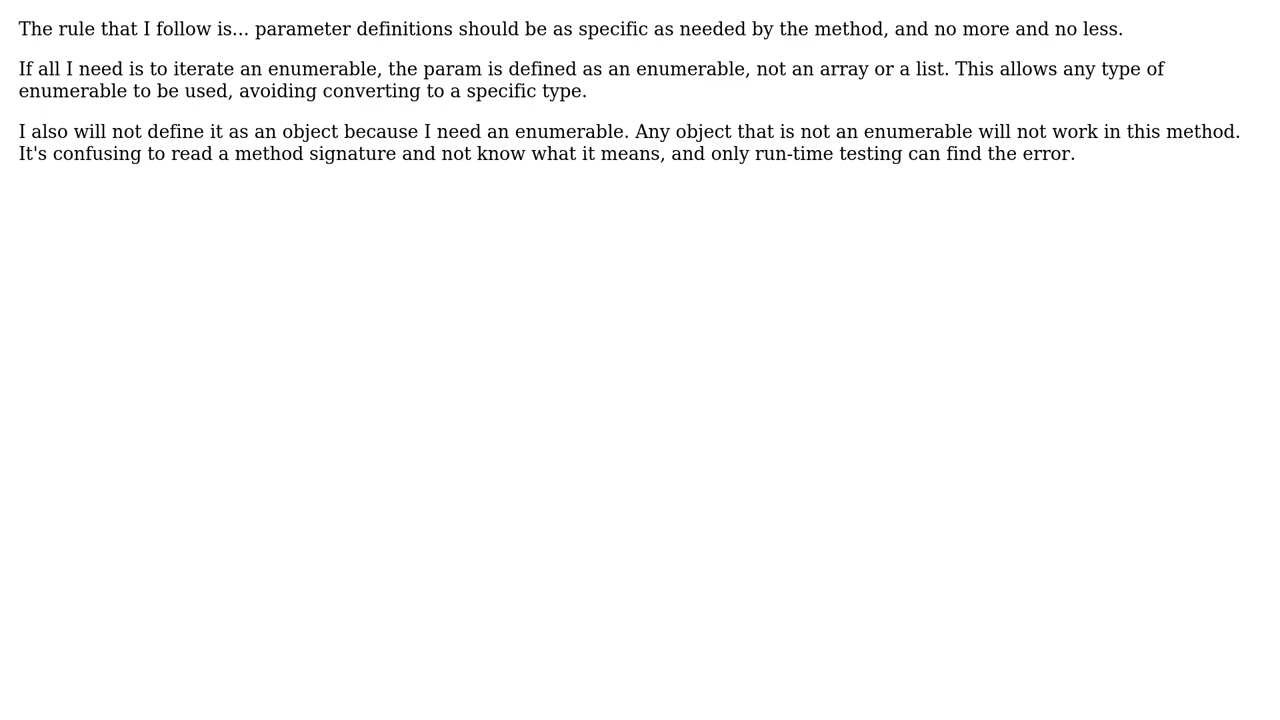 The rule that I follow is... parameter definitions should be as specific as needed by the method, and no more and no less.
If all I need is to iterate an enumerable, the param is defined as an enumerable, not an array or a list. This allows any type of
enumerable to be used, avoiding converting to a specific type.
I also will not define it as an object because I need an enumerable. Any object that is not an enumerable will not work in this method.
It's confusing to read a method signature and not know what it means, and only run-time testing can find the error.